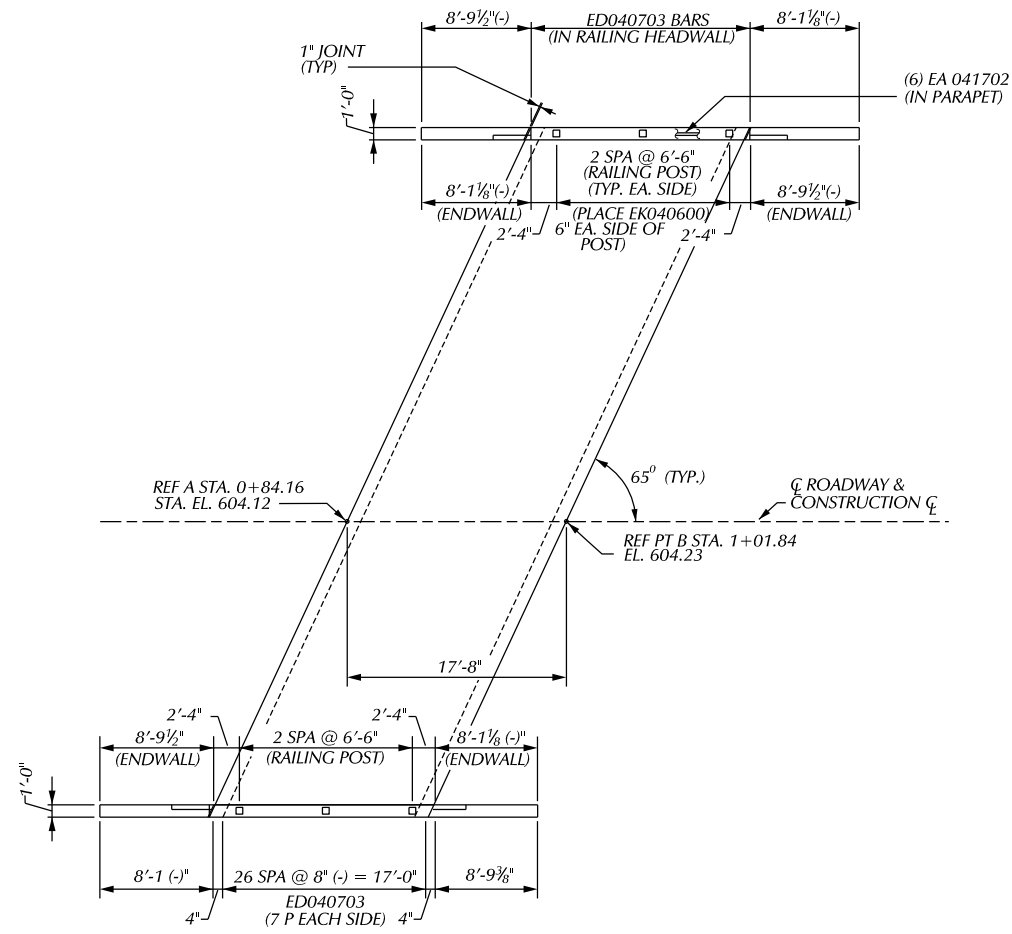 8'-9½"(-)
ED040703 BARS
(IN RAILING HEADWALL)
8'-1⅛"(-)
1" JOINT
(TYP)
(6) EA 041702
(IN PARAPET)
1'-0"
2 SPA @ 6'-6"
(RAILING POST)
(TYP. EA. SIDE)
8'-1⅛"(-)
(ENDWALL)
8'-9½"(-)
(ENDWALL)
(PLACE EK040600)
6" EA. SIDE OF
POST)
2'-4"
2'-4"
65⁰ (TYP.)
REF A STA. 0+84.16
STA. EL. 604.12
℄ ROADWAY &
CONSTRUCTION ℄
REF PT B STA. 1+01.84
EL. 604.23
17'-8"
2'-4"
2'-4"
8'-9½"
(ENDWALL)
2 SPA @ 6'-6"
(RAILING POST)
8'-1⅛ (-)"
(ENDWALL)
1'-0"
8'-1 (-)"
26 SPA @ 8" (-) = 17'-0"
8'-9⅜"
ED040703
(7 P EACH SIDE)
4"
4"